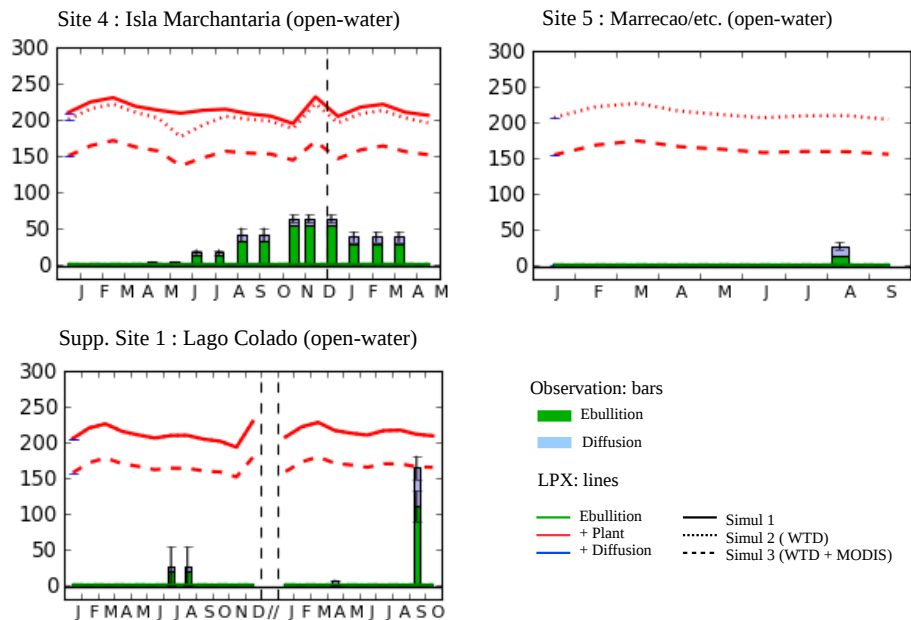 Site 4 : Isla Marchantaria (open-water)
300
250
200
150
100
50
0
J F M A M J J A S O N D J F M A M
Site 5 : Marrecao/etc. (open-water)
300
250
200
150
100
50
0
J F M A M J J A S
Supp. Site 1 : Lago Colado (open-water)
300
250
200
150
100
50
0
J F M A M J J A S O N D // J F M A M J J A S O
Observation: bars
Ebullition
Diffusion
LPX: lines
Ebullition
+ Plant
+ Diffusion
Simul 1
Simul 2 ( WTD)
Simul 3 (WTD + MODIS)